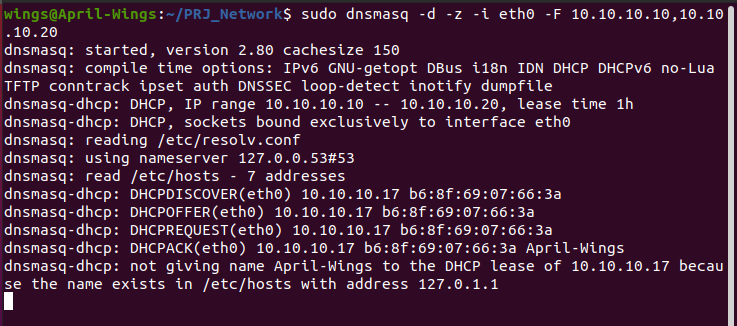 wings@April-Wings:~/PRJ_Network$ sudo dnsmasq -d -z -i eth0 -F 10.10.10.10,10.10
.10.20
dnsmasq: started, version 2.80 cachesize 150
dnsmasq: compile time options: IPv6 GNU-getopt DBus i18n IDN DHCP DHCPv6 no-Lua
TFTP conntrack ipset auth DNSSEC loop-detect inotify dumpfile
dnsmasq-dhcp: DHCP, IP range 10.10.10.10 -- 10.10.10.20, lease time 1h
dnsmasq-dhcp: DHCP, sockets bound exclusively to interface eth0
dnsmasq: reading /etc/resolv.conf
dnsmasq: using nameserver 127.0.0.53#53
dnsmasq: read /etc/hosts - 7 addresses
dnsmasq-dhcp: DHCPDISCOVER(eth0) 10.10.10.17 b6:8f:69:07:66:3a
dnsmasq-dhcp: DHCPOFFER(eth0) 10.10.10.17 b6:8f:69:07:66:3a
dnsmasq-dhcp: DHCPREQUEST(eth0) 10.10.10.17 b6:8f:69:07:66:3a
dnsmasq-dhcp: DHCPACK(eth0) 10.10.10.17 b6:8f:69:07:66:3a April-Wings
dnsmasq-dhcp: not giving name April-Wings to the DHCP lease of 10.10.10.17 becau
se the name exists in /etc/hosts with address 127.0.1.1